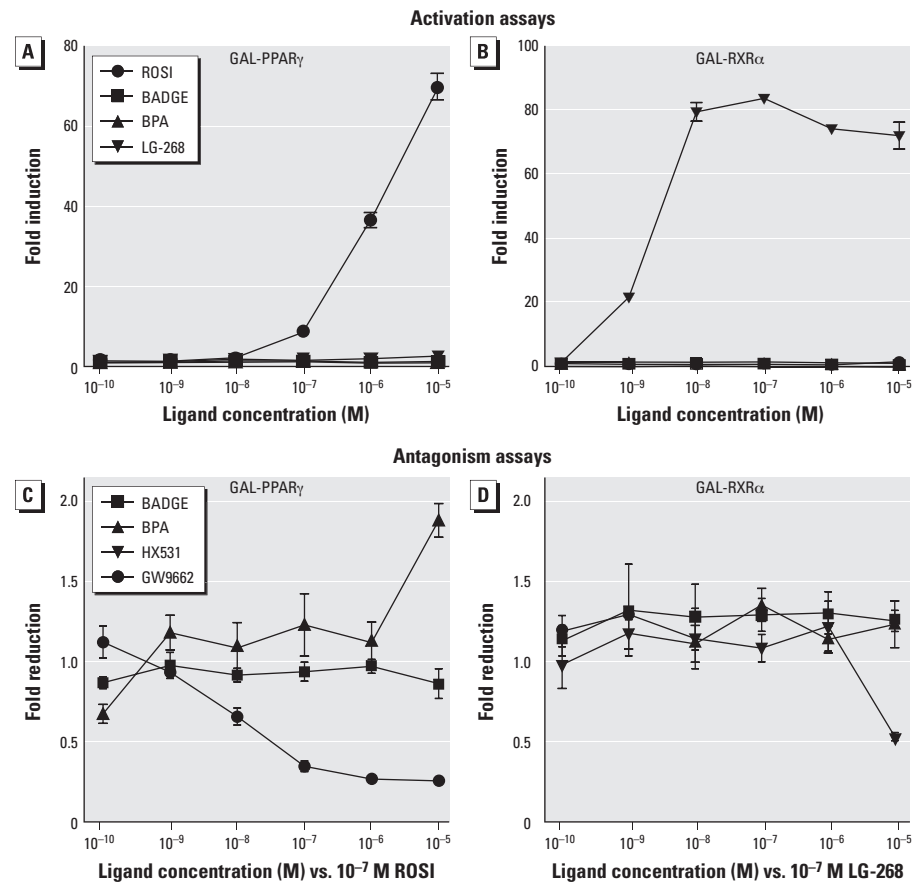 Activation assays
A
GAL-PPARγ
ROSI
BADGE
BPA
LG-268
80
60
40
20
0
Fold induction
10⁻¹⁰ 10⁻⁹ 10⁻⁸ 10⁻⁷ 10⁻⁶ 10⁻⁵
Ligand concentration (M)
B
GAL-RXRα
100
80
60
40
20
0
Fold induction
10⁻¹⁰ 10⁻⁹ 10⁻⁸ 10⁻⁷ 10⁻⁶ 10⁻⁵
Ligand concentration (M)
Antagonism assays
C
GAL-PPARγ
BADGE
BPA
HX531
GW9662
2.0
1.5
1.0
0.5
0
Fold reduction
10⁻¹⁰ 10⁻⁹ 10⁻⁸ 10⁻⁷ 10⁻⁶ 10⁻⁵
Ligand concentration (M) vs. 10⁻⁷ M ROSI
D
GAL-RXRα
2.0
1.5
1.0
0.5
0
Fold reduction
10⁻¹⁰ 10⁻⁹ 10⁻⁸ 10⁻⁷ 10⁻⁶ 10⁻⁵
Ligand concentration (M) vs. 10⁻⁷ M LG-268